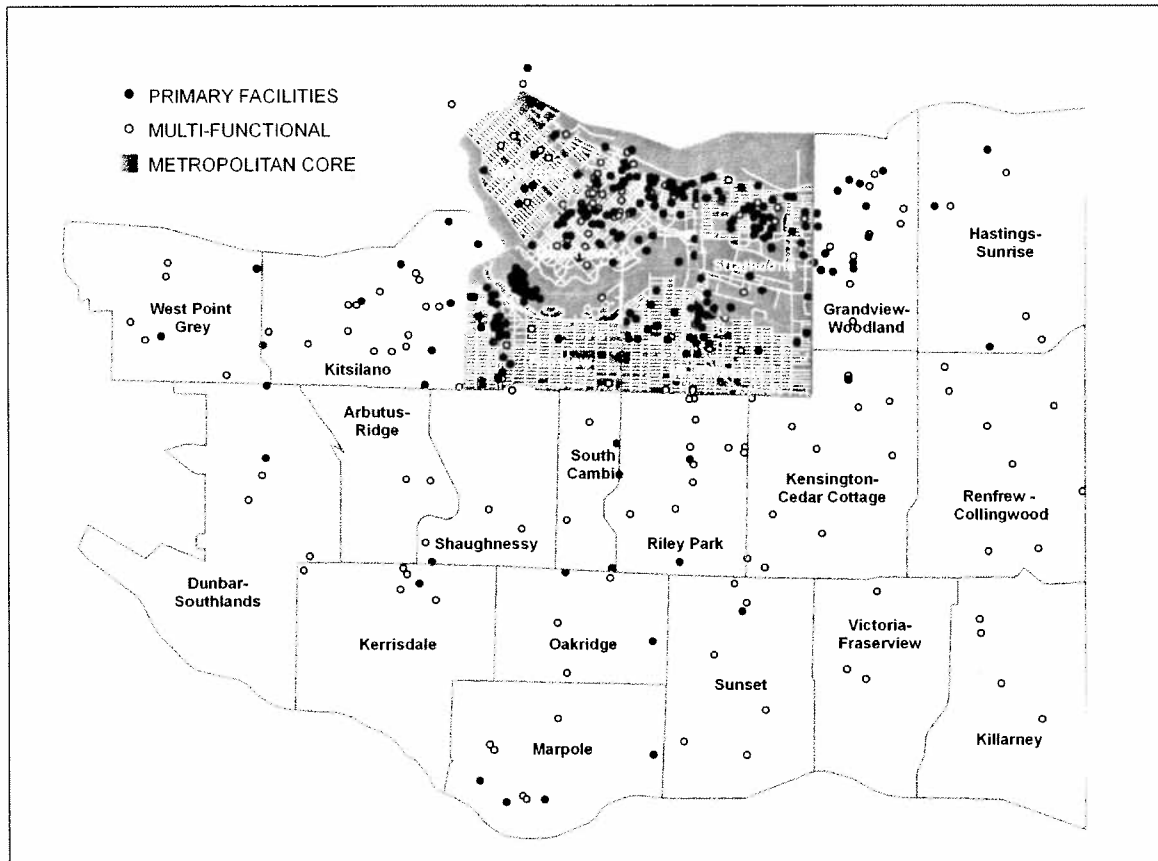 PRIMARY FACILITIES
MULTI-FUNCTIONAL
METROPOLITAN CORE
Hastings-
Sunrise
West Point
Grey
Grandview-
Woodland
Kitsilano
Arbutus-
Ridge
South
Cambie
Kensington-
Cedar Cottage
Renfrew -
Collingwood
Shaughnessy
Riley Park
Dunbar-
Southlands
Kerrisdale
Oakridge
Victoria-
Fraserview
Sunset
Marpole
Killarney